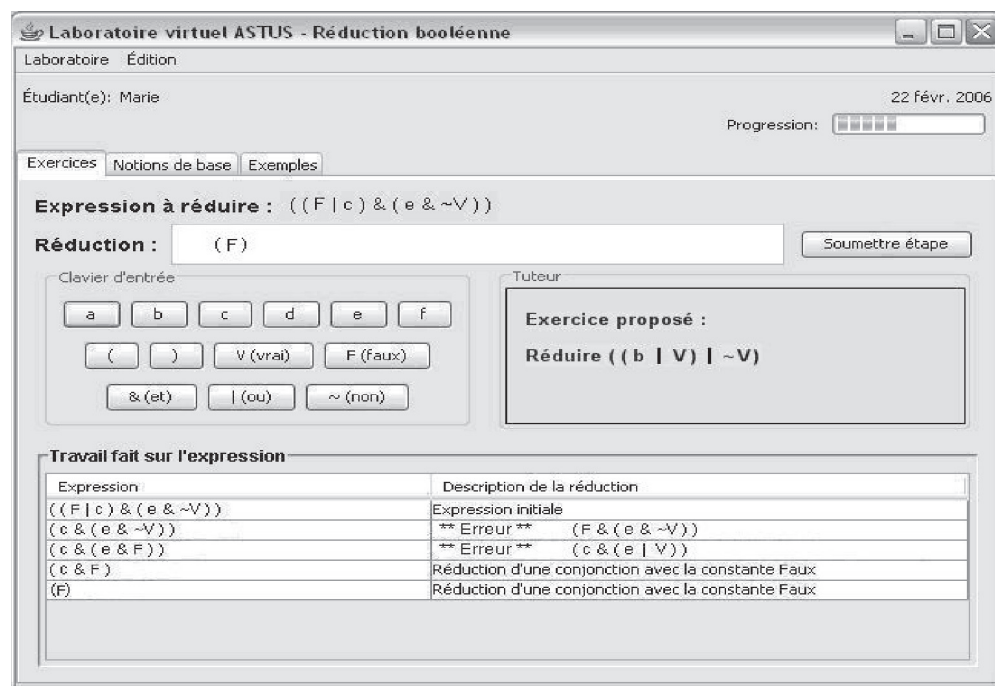 Laboratoire virtuel ASTUS - Réduction booléenne
Laboratoire Édition
Étudiant(e): Marie 22 févr. 2006
Progression:
Exercices Notions de base Exemples
Expression à réduire : ((F|c)&(e&~V))
Réduction : (F) Soumettre étape
Clavier d'entrée
a b c d e f
( ) V (vrai) F (faux)
& (et) | (ou) ~ (non)
Tuteur
Exercice proposé :
Réduire ((b | V) | ~V)
Travail fait sur l'expression
Expression Description de la réduction
((F|c)&(e&~V)) Expression initiale
(c&(e&~V)) ** Erreur ** (F&(e&~V))
(c&(e&F)) ** Erreur ** (c&(e|V))
(c&F) Réduction d'une conjonction avec la constante Faux
(F) Réduction d'une conjonction avec la constante Faux